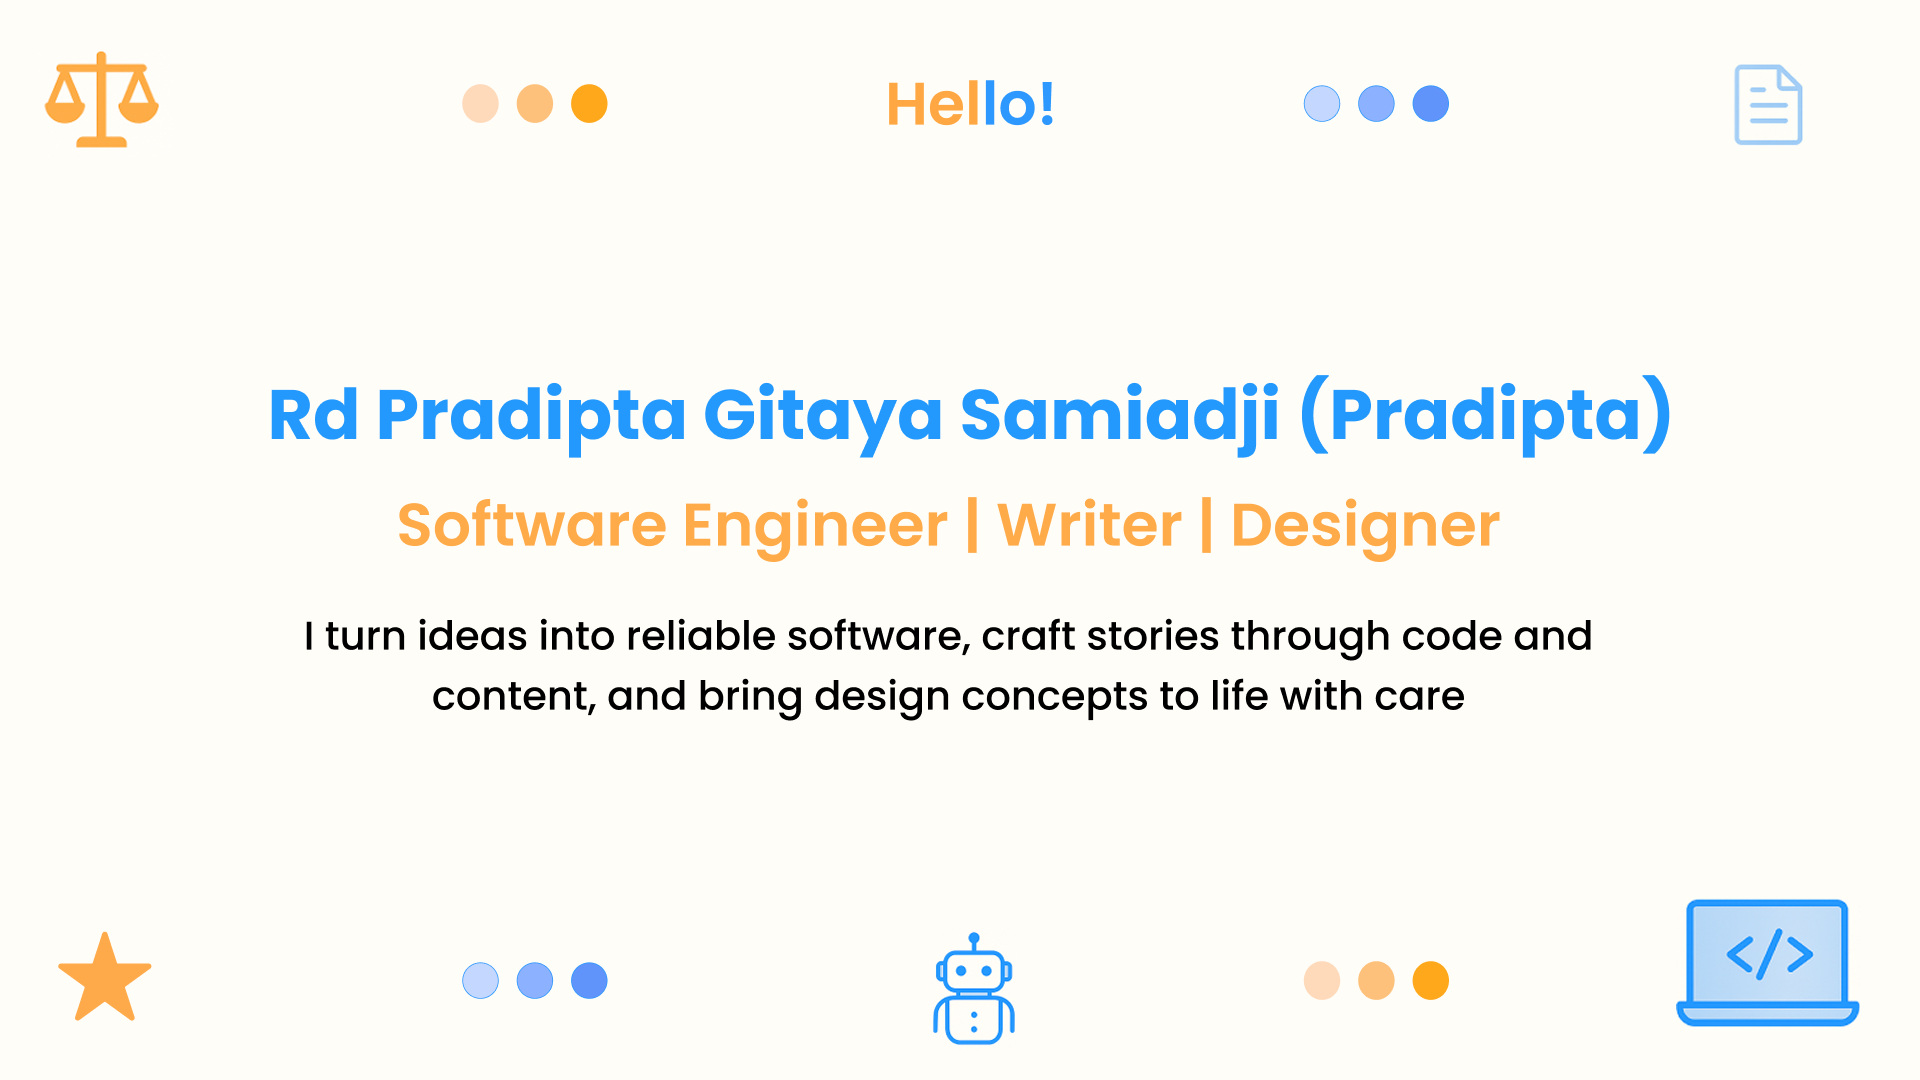 Hello!
Rd Pradipta Gitaya Samiadji (Pradipta)
Software Engineer | Writer | Designer
I turn ideas into reliable software, craft stories through code and
content, and bring design concepts to life with care
</>